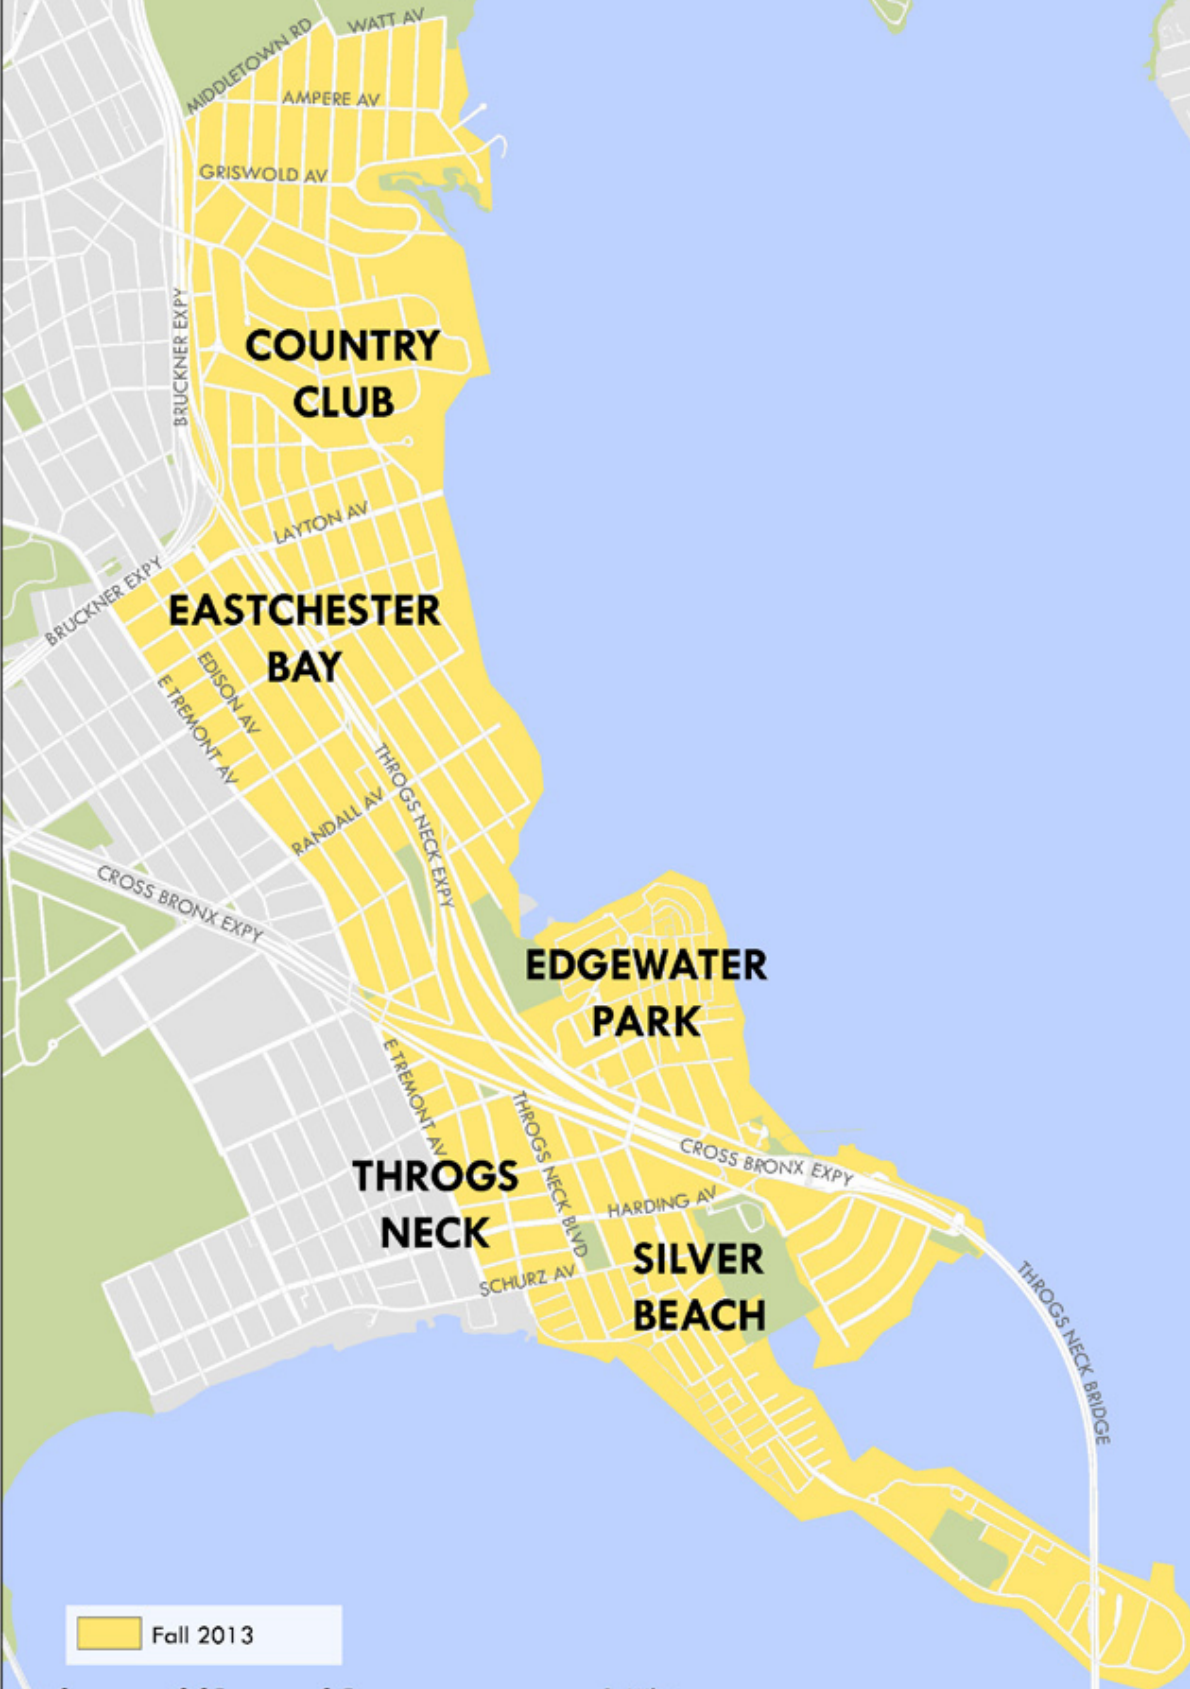 WATT AV
MIDDLETOWN RD
AMPERE AV
GRISWOLD AV
BRUCKNER EXPY
COUNTRY
CLUB
LAYTON AV
BRUCKNER EXPY
EASTCHESTER
BAY
EDISON AV
E TREMONT AV
THROGS NECK EXPY
RANDALL AV
CROSS BRONX EXPY
EDGEWATER
PARK
E TREMONT AV
THROGS NECK BLVD
CROSS BRONX EXPY
THROGS
NECK
HARDING AV
SILVER
BEACH
SCHURZ AV
THROGS NECK BRIDGE
Fall 2013